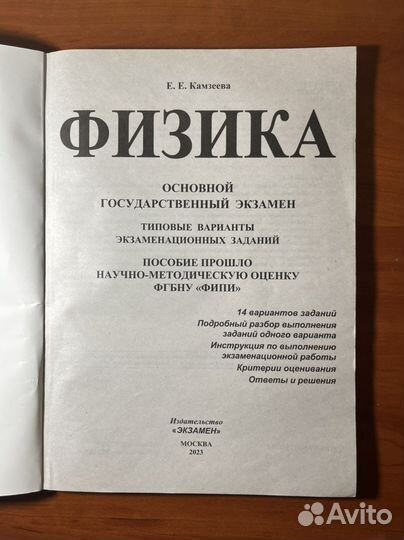 Е. Е. Камзеева
ФИЗИКА
ОСНОВНОЙ
ГОСУДАРСТВЕННЫЙ ЭКЗАМЕН
ТИПОВЫЕ ВАРИАНТЫ
ЭКЗАМЕНАЦИОННЫХ ЗАДАНИЙ
ПОСОБИЕ ПРОШЛО
НАУЧНО-МЕТОДИЧЕСКУЮ ОЦЕНКУ
ФГБНУ «ФИПИ»
14 вариантов заданий
Подробный разбор выполнения
заданий одного варианта
Инструкция по выполнению
экзаменационной работы
Критерии оценивания
Ответы и решения
Издательство
«ЭКЗАМЕН»
МОСКВА
2023
Avito